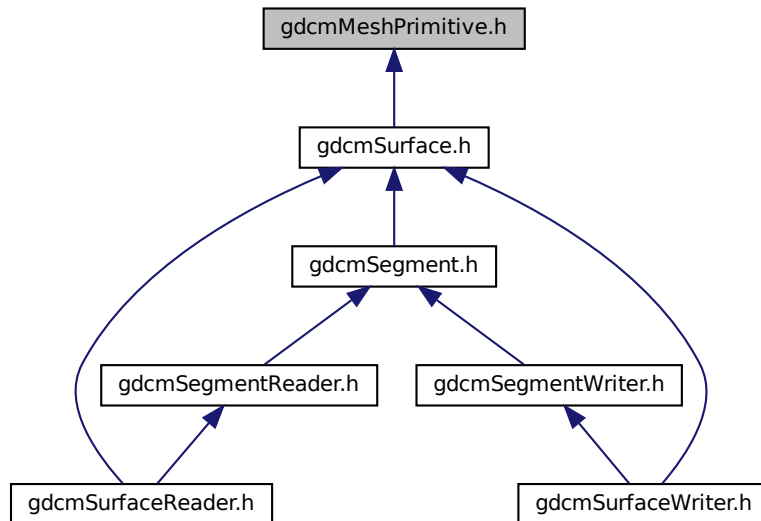 gdcmMeshPrimitive.h
gdcmSurface.h
gdcmSegment.h
gdcmSegmentReader.h
gdcmSegmentWriter.h
gdcmSurfaceReader.h
gdcmSurfaceWriter.h